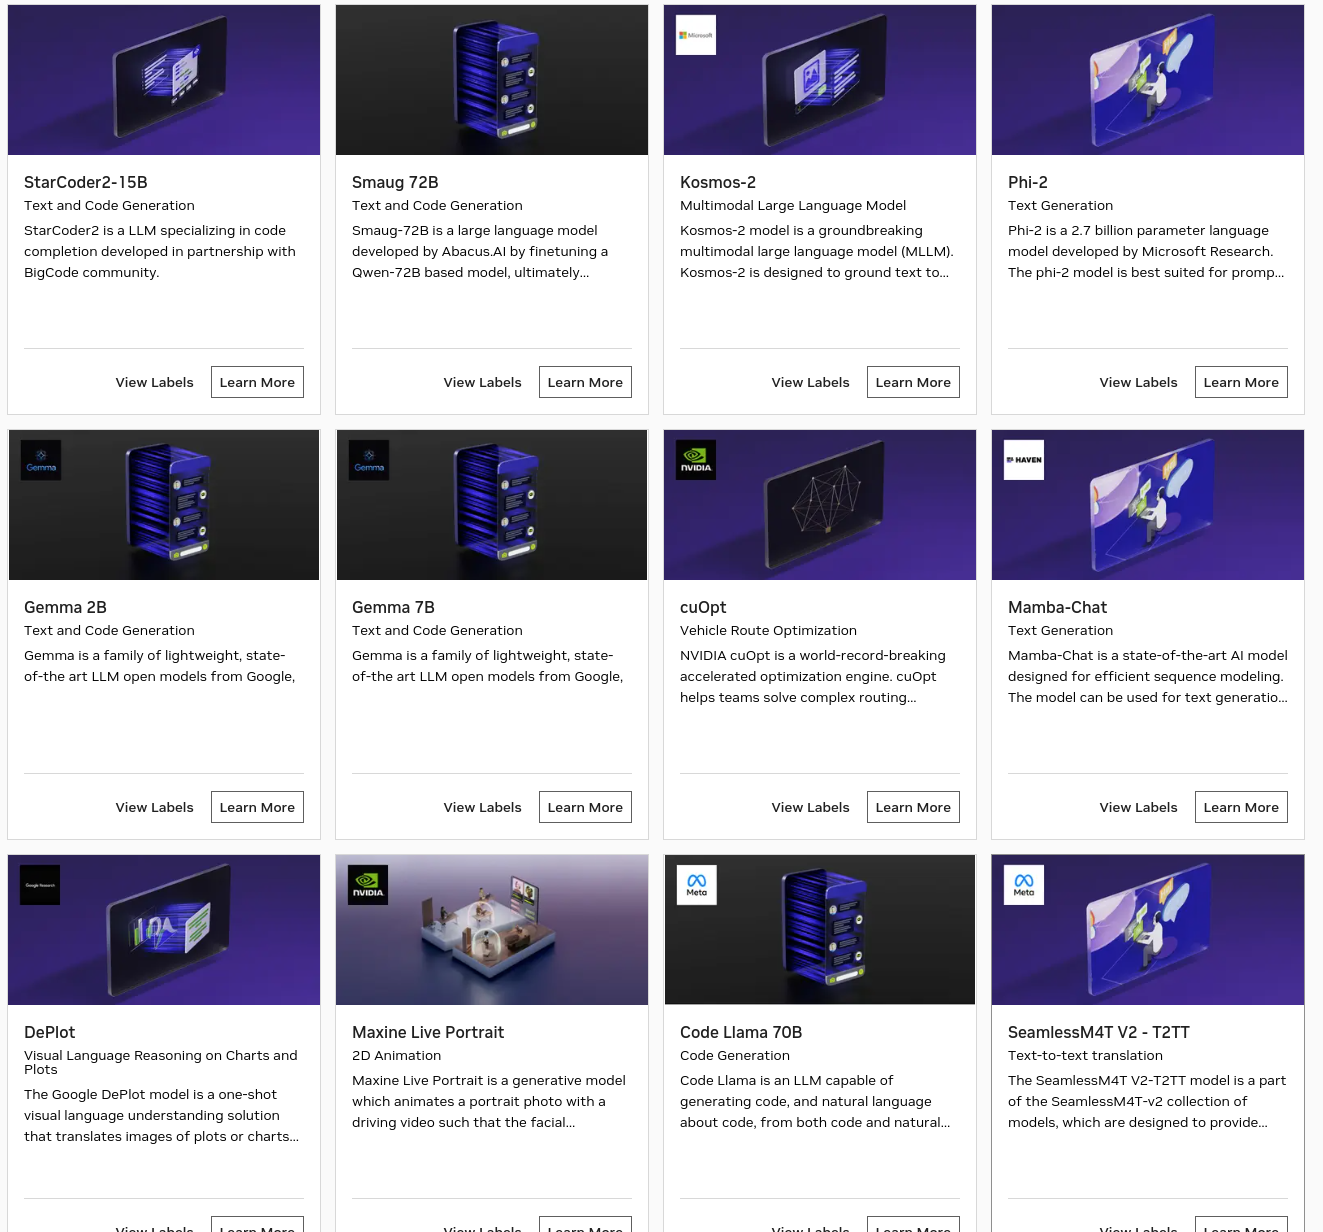 StarCoder2-15B
Text and Code Generation
StarCoder2 is a LLM specializing in code
completion developed in partnership with
BigCode community.
View Labels
Learn More
Smaug 72B
Text and Code Generation
Smaug-72B is a large language model
developed by Abacus.AI by finetuning a
Qwen-72B based model, ultimately...
View Labels
Learn More
Microsoft
Kosmos-2
Multimodal Large Language Model
Kosmos-2 model is a groundbreaking
multimodal large language model (MLLM).
Kosmos-2 is designed to ground text to...
View Labels
Learn More
Phi-2
Text Generation
Phi-2 is a 2.7 billion parameter language
model developed by Microsoft Research.
The phi-2 model is best suited for promp...
View Labels
Learn More
Gemma
Gemma 2B
Text and Code Generation
Gemma is a family of lightweight, state-
of-the art LLM open models from Google,
View Labels
Learn More
Gemma
Gemma 7B
Text and Code Generation
Gemma is a family of lightweight, state-
of-the art LLM open models from Google,
View Labels
Learn More
NVIDIA
cuOpt
Vehicle Route Optimization
NVIDIA cuOpt is a world-record-breaking
accelerated optimization engine. cuOpt
helps teams solve complex routing...
View Labels
Learn More
HAVEN
Mamba-Chat
Text Generation
Mamba-Chat is a state-of-the-art AI model
designed for efficient sequence modeling.
The model can be used for text generatio...
View Labels
Learn More
Google Research
DePlot
Visual Language Reasoning on Charts and
Plots
The Google DePlot model is a one-shot
visual language understanding solution
that translates images of plots or charts...
View Labels
Learn More
NVIDIA
Maxine Live Portrait
2D Animation
Maxine Live Portrait is a generative model
which animates a portrait photo with a
driving video such that the facial...
View Labels
Learn More
Meta
Code Llama 70B
Code Generation
Code Llama is an LLM capable of
generating code, and natural language
about code, from both code and natural...
View Labels
Learn More
Meta
SeamlessM4T V2 - T2TT
Text-to-text translation
The SeamlessM4T V2-T2TT model is a part
of the SeamlessM4T-v2 collection of
models, which are designed to provide...
View Labels
Learn More